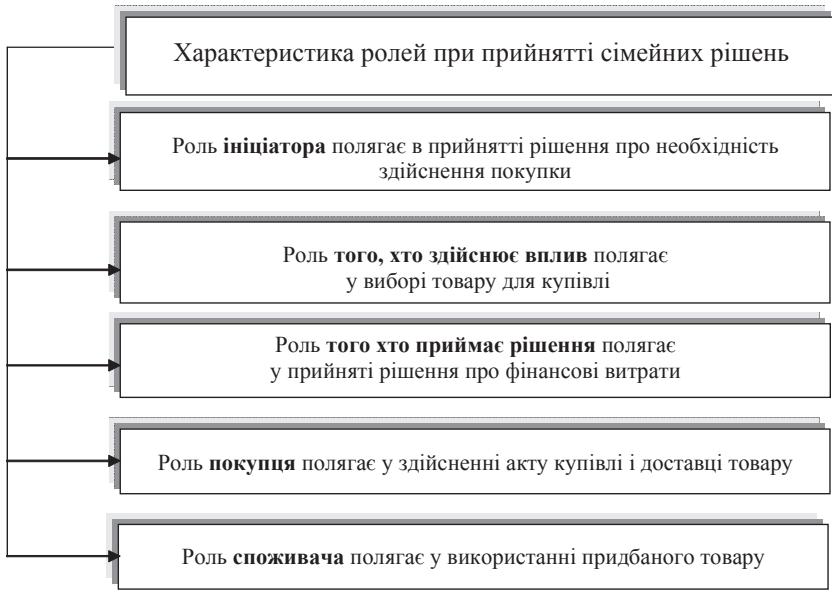 Характеристика ролей при прийнятті сімейних рішень
Роль ініціатора полягає в прийнятті рішення про необхідність
здійснення покупки
Роль того, хто здійснює вплив полягає
у виборі товару для купівлі
Роль того хто приймає рішення полягає
у прийняті рішення про фінансові витрати
Роль покупця полягає у здійсненні акту купівлі і доставці товару
Роль споживача полягає у використанні придбаного товару